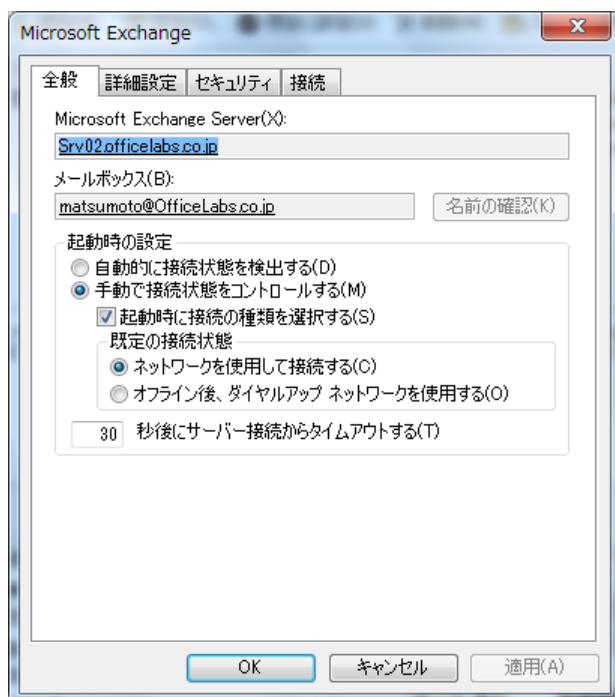 Microsoft Exchange
全般 詳細設定 セキュリティ 接続
Microsoft Exchange Server(X):
Srv02.officelabs.co.jp
メールボックス(B):
matsumoto@OfficeLabs.co.jp 名前の確認(K)
起動時の設定
自動的に接続状態を検出する(D)
手動で接続状態をコントロールする(M)
起動時に接続の種類を選択する(S)
既定の接続状態
ネットワークを使用して接続する(C)
オフライン後、ダイヤルアップ ネットワークを使用する(O)
30 秒後にサーバー接続からタイムアウトする(T)
OK キャンセル 適用(A)